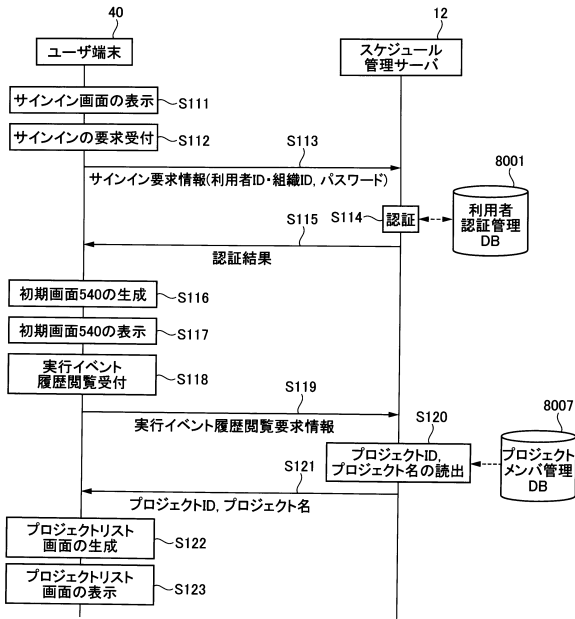 40
12
ユーザ端末
スケジュール
管理サーバ
サインイン画面の表示
S111
サインインの要求受付
S112
S113
サインイン要求情報(利用者ID・組織ID, パスワード)
8001
S114
認証
利用者
認証管理
DB
S115
認証結果
初期画面540の生成
S116
初期画面540の表示
S117
実行イベント
履歴閲覧受付
S118
S119
実行イベント履歴閲覧要求情報
S120
8007
プロジェクトID,
プロジェクト名の読出
プロジェクト
メンバ管理
DB
S121
プロジェクトID, プロジェクト名
プロジェクトリスト
画面の生成
S122
プロジェクトリスト
画面の表示
S123